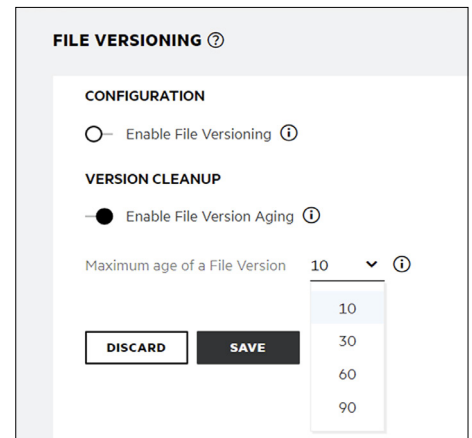 FILE VERSIONING ?
CONFIGURATION
Enable File Versioning i
VERSION CLEANUP
Enable File Version Aging i
Maximum age of a File Version 10 i
10
DISCARD SAVE 30
60
90